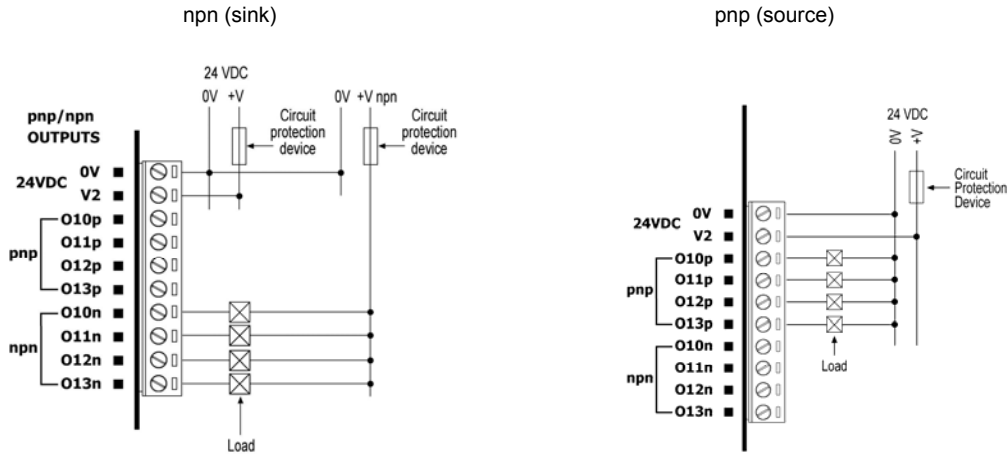 npn (sink)
24 VDC
0V +V
0V +V npn
pnp/npn
OUTPUTS
Circuit
protection
device
Circuit
protection
device
24VDC
0V
V2
pnp
O10p
O11p
O12p
O13p
npn
O10n
O11n
O12n
O13n
Load
pnp (source)
24 VDC
0V
+V
Circuit
Protection
Device
24VDC
0V
V2
pnp
O10p
O11p
O12p
O13p
npn
O10n
O11n
O12n
O13n
Load